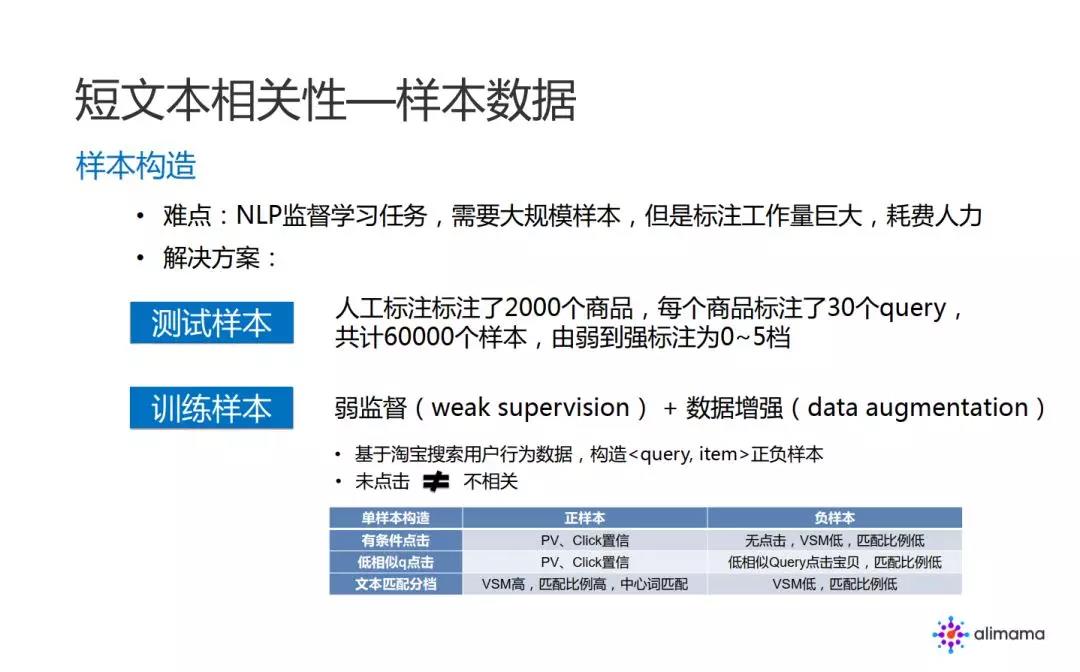 短文本相关性—样本数据
样本构造
• 难点：NLP监督学习任务，需要大规模样本，但是标注工作量巨大，耗费人力
• 解决方案：
测试样本
人工标注标注了2000个商品，每个商品标注了30个query，
共计60000个样本，由弱到强标注为0~5档
训练样本
弱监督（weak supervision） + 数据增强（data augmentation）
• 基于淘宝搜索用户行为数据，构造<query, item>正负样本
• 未点击 ≠ 不相关
单样本构造 正样本 负样本
有条件点击 PV、Click置信 无点击，VSM低，匹配比例低
低相似q点击 PV、Click置信 低相似Query点击宝贝，匹配比例低
文本匹配分档 VSM高，匹配比例高，中心词匹配 VSM低，匹配比例低
alimama